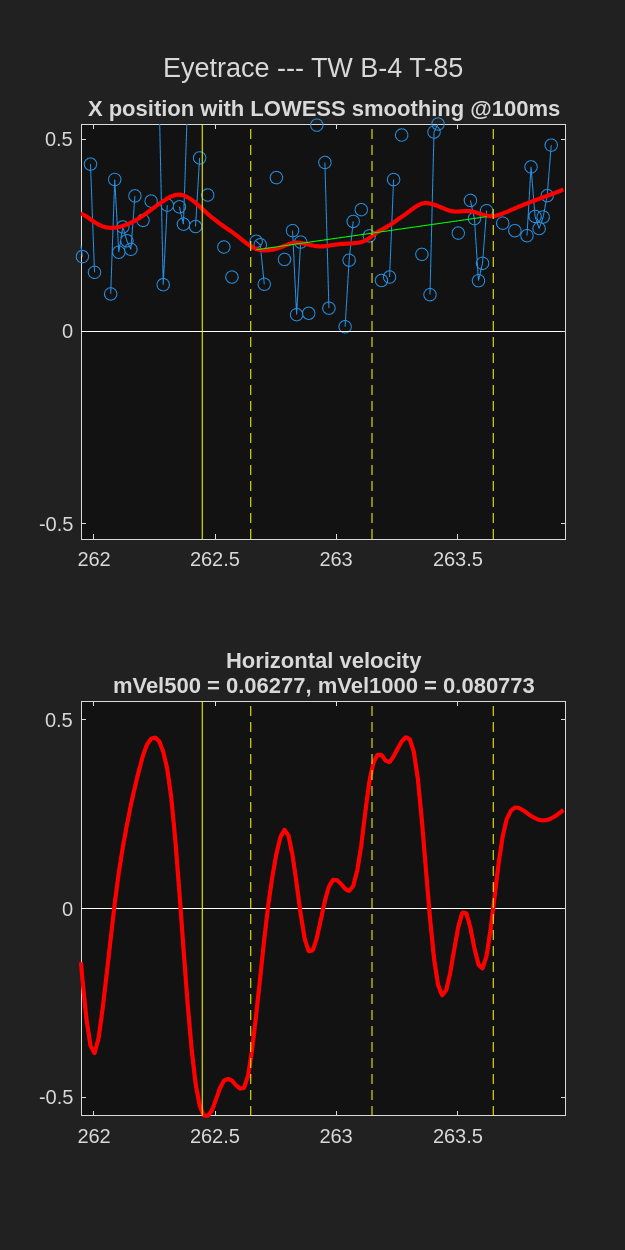 Eyetrace --- TW B-4 T-85
X position with LOWESS smoothing @100ms
0.5
0
-0.5
262 262.5 263 263.5
Horizontal velocity
mVel500 = 0.06277, mVel1000 = 0.080773
0.5
0
-0.5
262 262.5 263 263.5